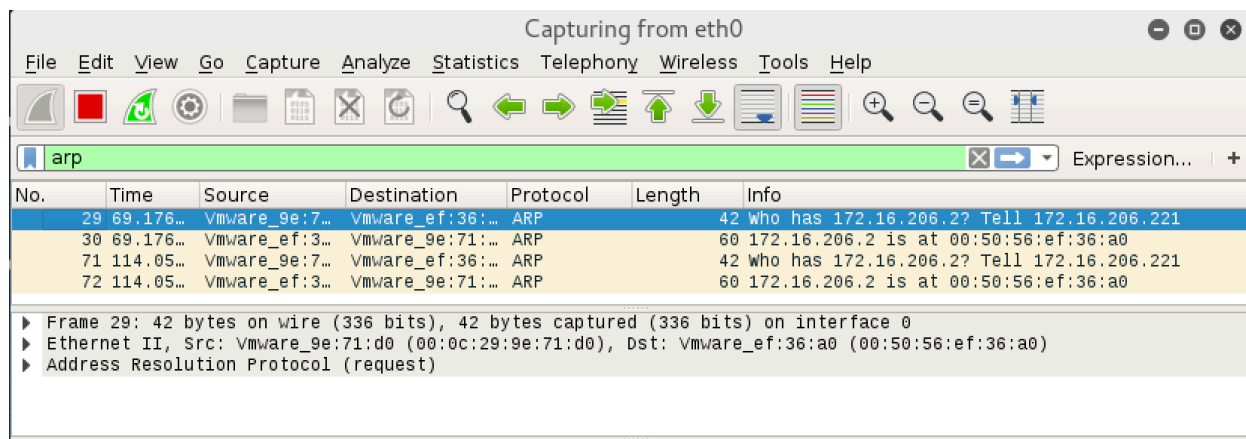 Capturing from eth0
File Edit View Go Capture Analyze Statistics Telephony Wireless Tools Help
arp Expression... +
No. Time Source Destination Protocol Length Info
29 69.176… Vmware_9e:7… Vmware_ef:36:… ARP 42 Who has 172.16.206.2? Tell 172.16.206.221
30 69.176… Vmware_ef:3… Vmware_9e:71:… ARP 60 172.16.206.2 is at 00:50:56:ef:36:a0
71 114.05… Vmware_9e:7… Vmware_ef:36:… ARP 42 Who has 172.16.206.2? Tell 172.16.206.221
72 114.05… Vmware_ef:3… Vmware_9e:71:… ARP 60 172.16.206.2 is at 00:50:56:ef:36:a0
Frame 29: 42 bytes on wire (336 bits), 42 bytes captured (336 bits) on interface 0
Ethernet II, Src: Vmware_9e:71:d0 (00:0c:29:9e:71:d0), Dst: Vmware_ef:36:a0 (00:50:56:ef:36:a0)
Address Resolution Protocol (request)